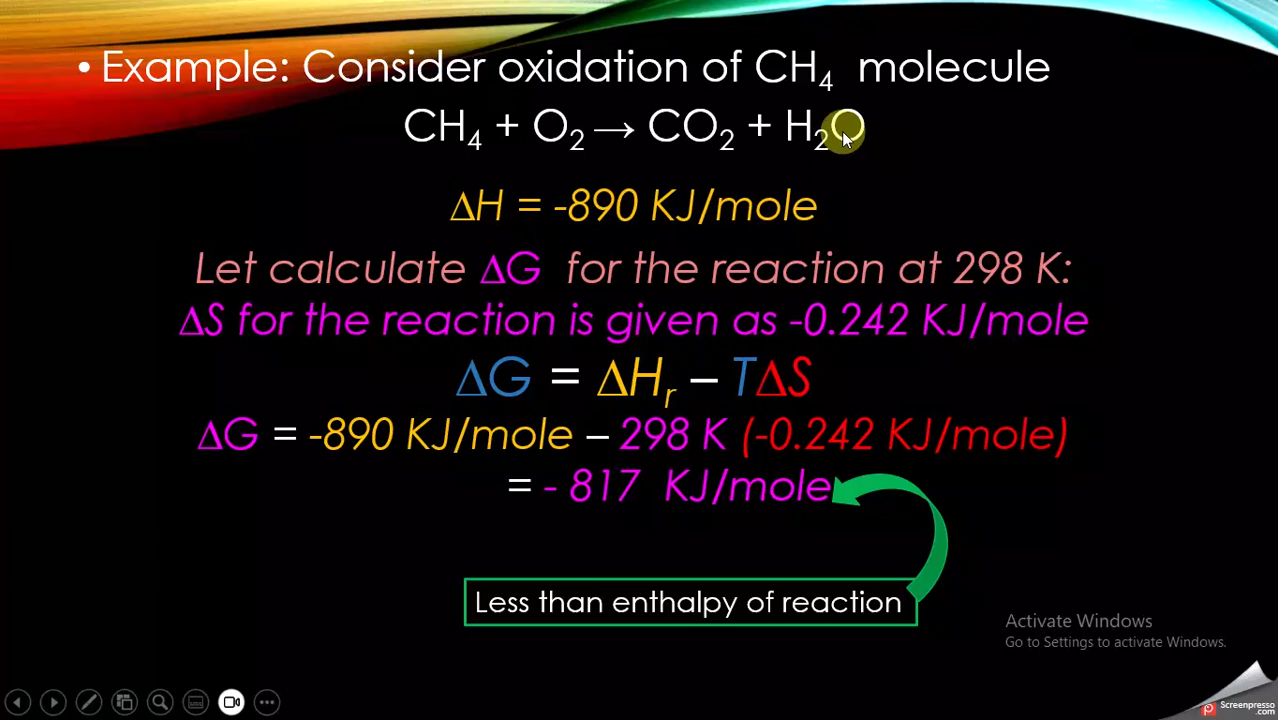 • Example: Consider oxidation of CH₄ molecule
CH₄ + O₂ → CO₂ + H₂O
ΔH = -890 KJ/mole
Let calculate ΔG for the reaction at 298 K:
ΔS for the reaction is given as -0.242 KJ/mole
ΔG = ΔHᵣ – TΔS
ΔG = -890 KJ/mole – 298 K (-0.242 KJ/mole)
= - 817 KJ/mole
Less than enthalpy of reaction
Activate Windows
Go to Settings to activate Windows.
Screenpresso
.com